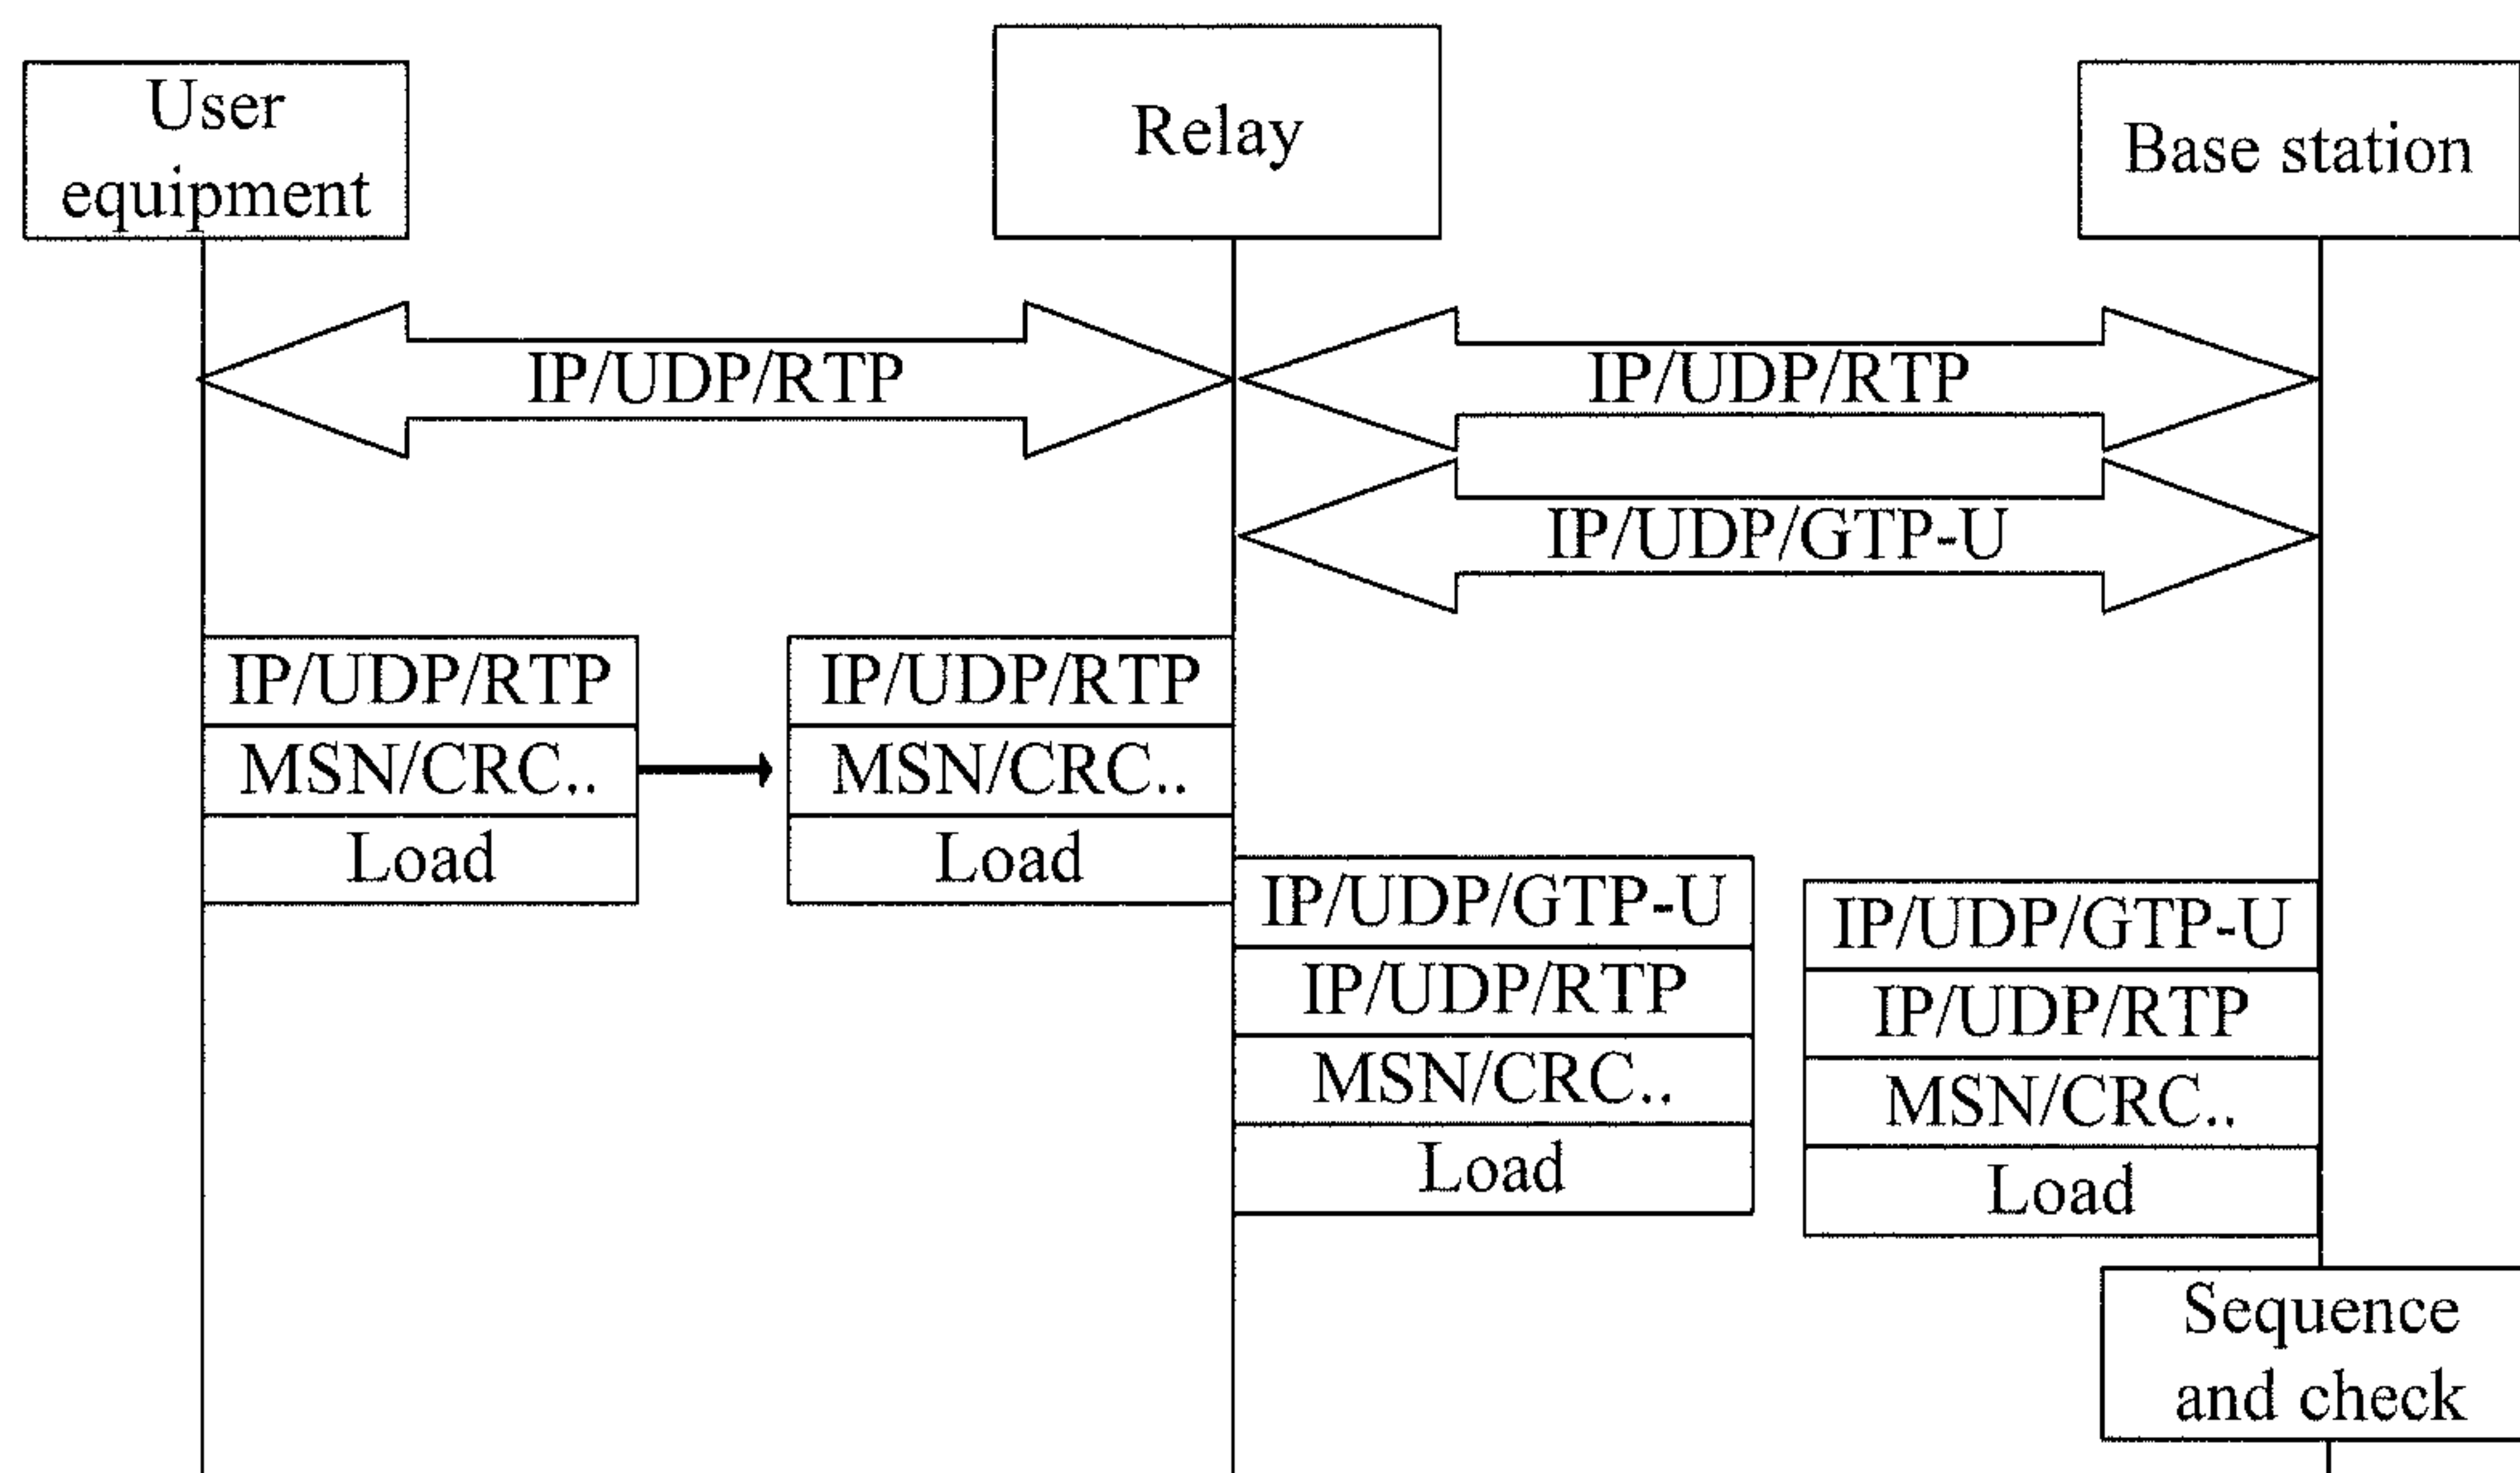 User
equipment
Relay
Base station
IP/UDP/RTP
IP/UDP/RTP
IP/UDP/GTP-U
IP/UDP/RTP
MSN/CRC..
Load
IP/UDP/RTP
MSN/CRC..
Load
IP/UDP/GTP-U
IP/UDP/RTP
MSN/CRC..
Load
IP/UDP/GTP-U
IP/UDP/RTP
MSN/CRC..
Load
Sequence
and check